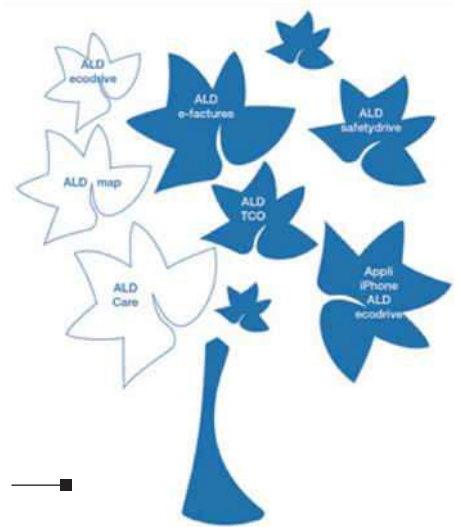 ALD
ecodrive
ALD
e-factures
ALD
safetydrive
ALD map
ALD
TCO
ALD
Care
Appli
iPhone
ALD
ecodrive